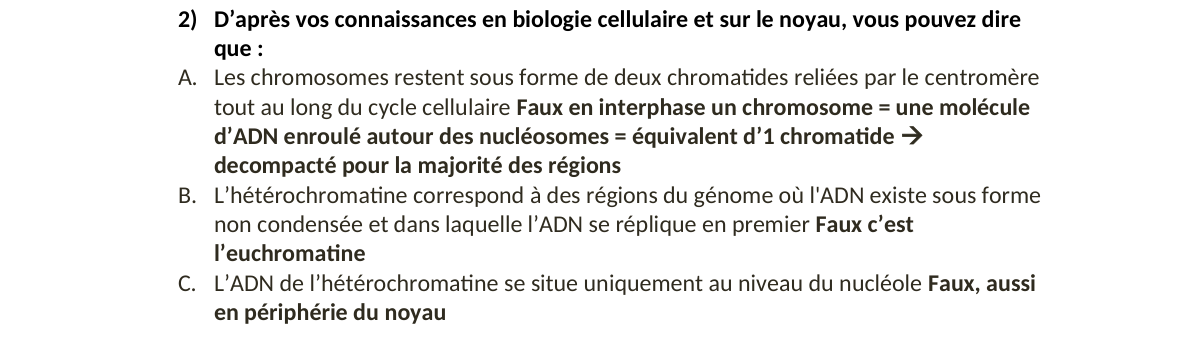 2) D’après vos connaissances en biologie cellulaire et sur le noyau, vous pouvez dire
que :
A. Les chromosomes restent sous forme de deux chromatides reliées par le centromère
tout au long du cycle cellulaire Faux en interphase un chromosome = une molécule
d’ADN enroulé autour des nucléosomes = équivalent d’1 chromatide →
decompacté pour la majorité des régions
B. L’hétérochromatine correspond à des régions du génome où l'ADN existe sous forme
non condensée et dans laquelle l’ADN se réplique en premier Faux c’est
l’euchromatine
C. L’ADN de l’hétérochromatine se situe uniquement au niveau du nucléole Faux, aussi
en périphérie du noyau